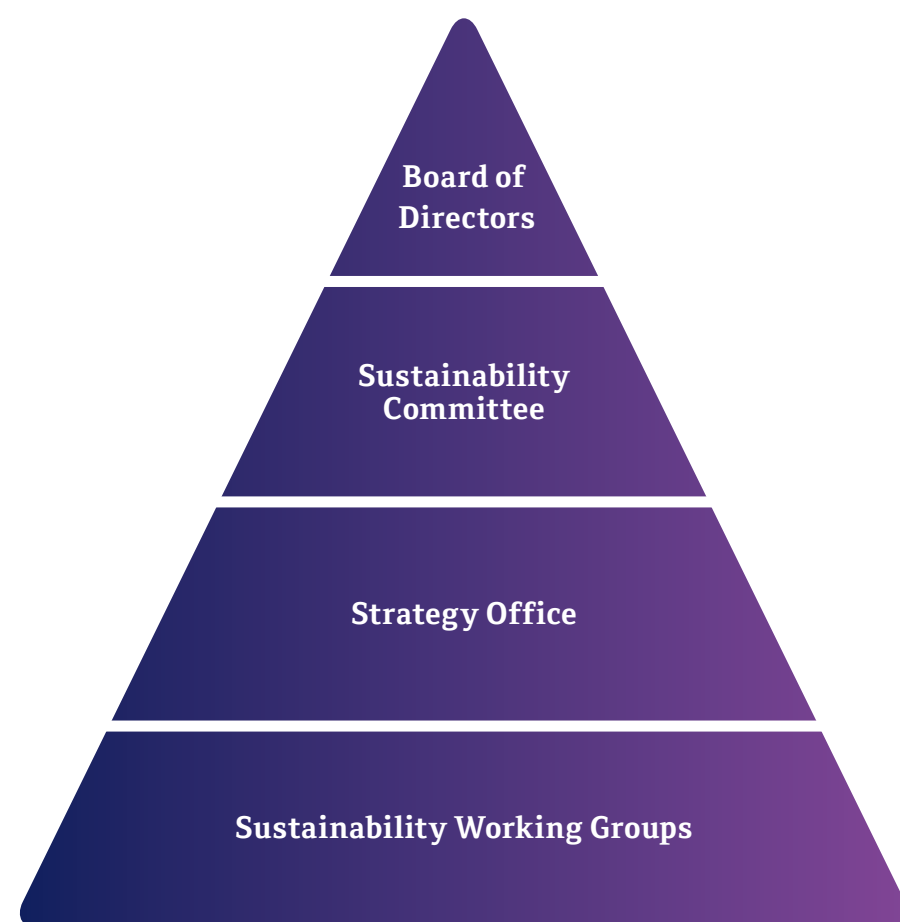 Board of
Directors
Sustainability
Committee
Strategy Office
Sustainability Working Groups